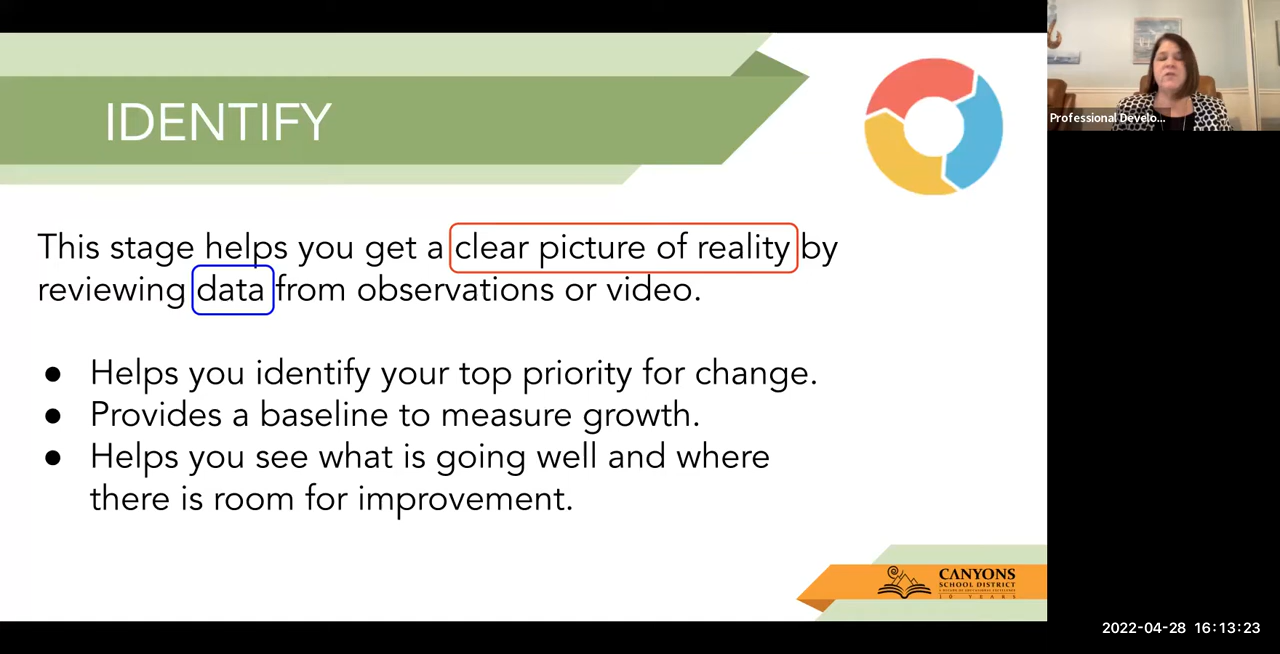 IDENTIFY
Professional Develo...
This stage helps you get a clear picture of reality by
reviewing data from observations or video.
● Helps you identify your top priority for change.
● Provides a baseline to measure growth.
● Helps you see what is going well and where
there is room for improvement.
CANYONS
SCHOOL DISTRICT
10 YEARS
2022-04-28 16:13:23